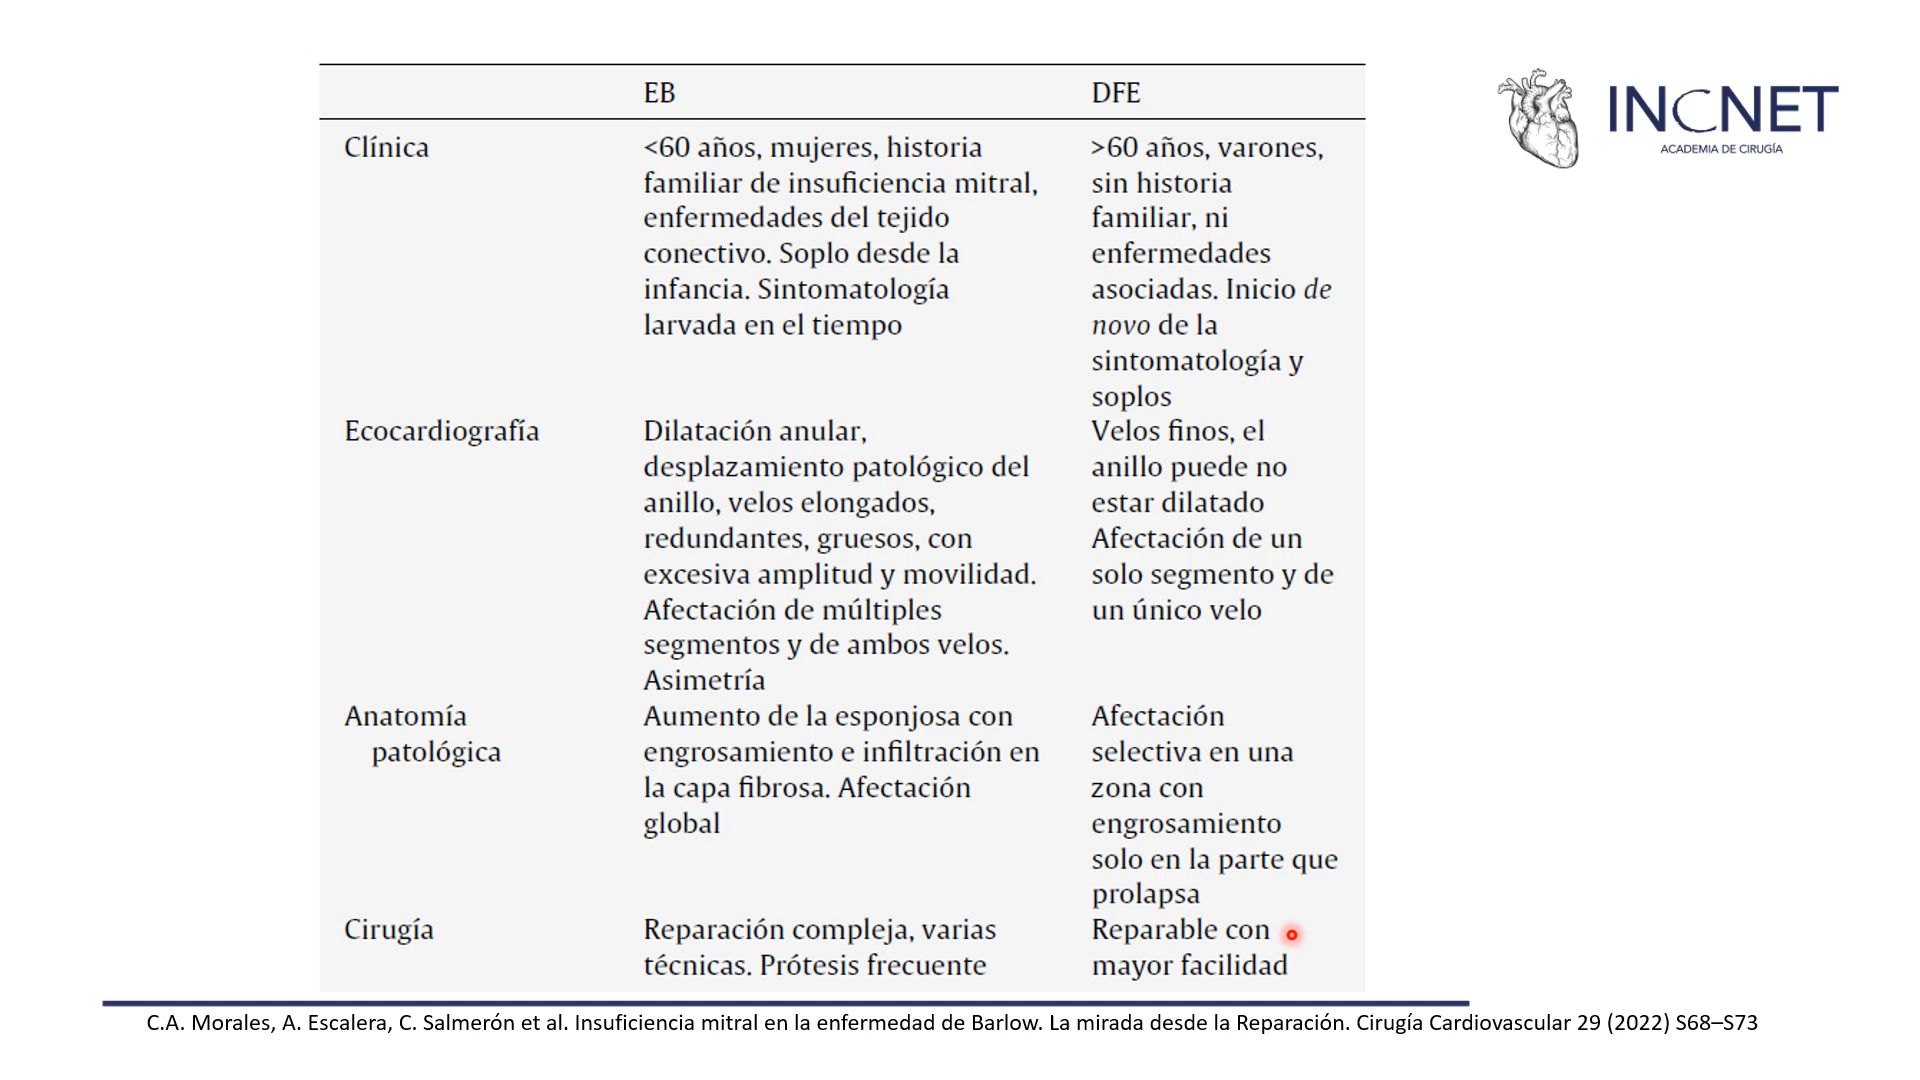 EB
DFE
Clínica
<60 años, mujeres, historia
familiar de insuficiencia mitral,
enfermedades del tejido
conectivo. Soplo desde la
infancia. Sintomatología
larvada en el tiempo
>60 años, varones,
sin historia
familiar, ni
enfermedades
asociadas. Inicio de
novo de la
sintomatología y
soplos
Ecocardiografía
Dilatación anular,
desplazamiento patológico del
anillo, velos elongados,
redundantes, gruesos, con
excesiva amplitud y movilidad.
Afectación de múltiples
segmentos y de ambos velos.
Asimetría
Velos finos, el
anillo puede no
estar dilatado
Afectación de un
solo segmento y de
un único velo
Anatomía
patológica
Aumento de la esponjosa con
engrosamiento e infiltración en
la capa fibrosa. Afectación
global
Afectación
selectiva en una
zona con
engrosamiento
solo en la parte que
prolapsa
Cirugía
Reparación compleja, varias
técnicas. Prótesis frecuente
Reparable con
mayor facilidad
INCNET
ACADEMIA DE CIRUGÍA
C.A. Morales, A. Escalera, C. Salmerón et al. Insuficiencia mitral en la enfermedad de Barlow. La mirada desde la Reparación. Cirugía Cardiovascular 29 (2022) S68–S73